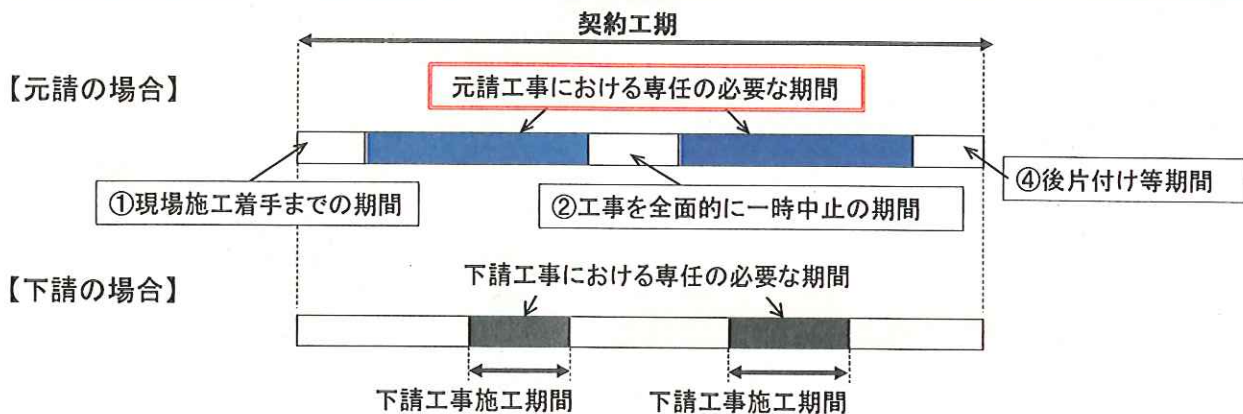 契約工期
【元請の場合】
元請工事における専任の必要な期間
①現場施工着手までの期間
②工事を全面的に一時中止の期間
④後片付け等期間
【下請の場合】
下請工事における専任の必要な期間
下請工事施工期間
下請工事施工期間